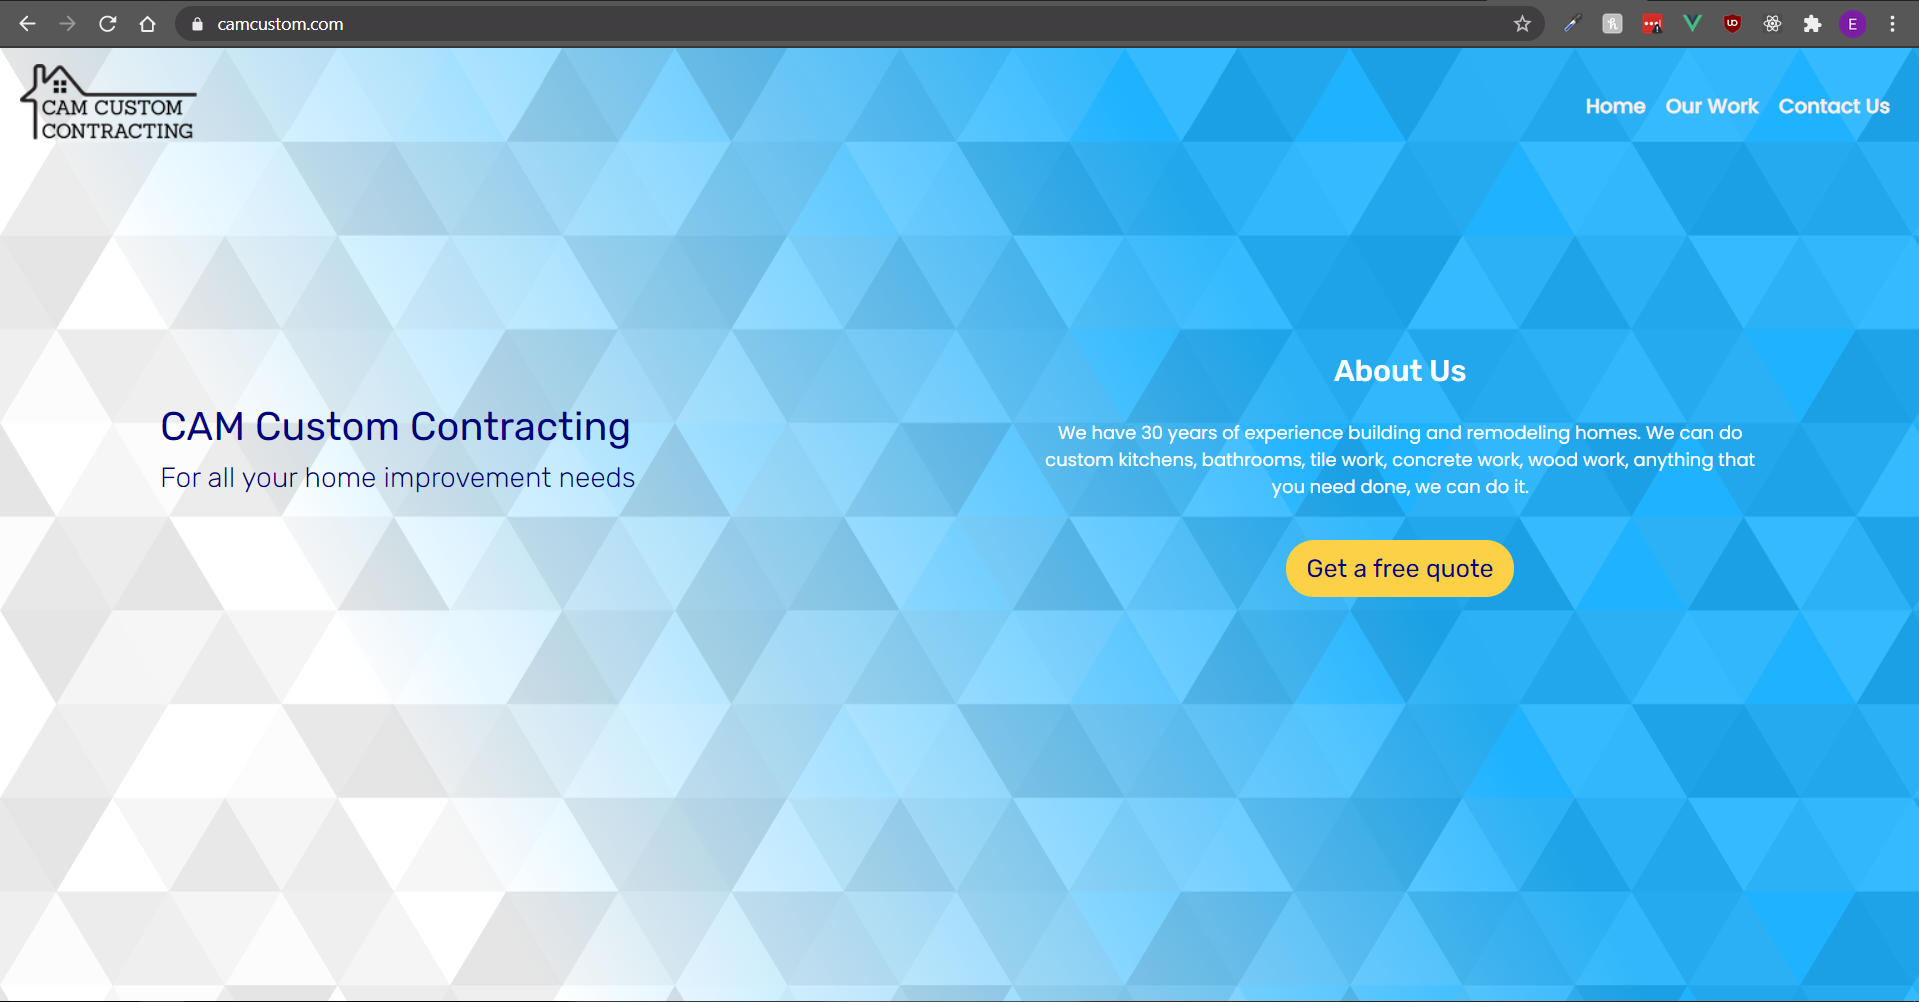 camcustom.com
E
CAM CUSTOM
CONTRACTING
Home Our Work Contact Us
CAM Custom Contracting
For all your home improvement needs
About Us
We have 30 years of experience building and remodeling homes. We can do
custom kitchens, bathrooms, tile work, concrete work, wood work, anything that
you need done, we can do it.
Get a free quote